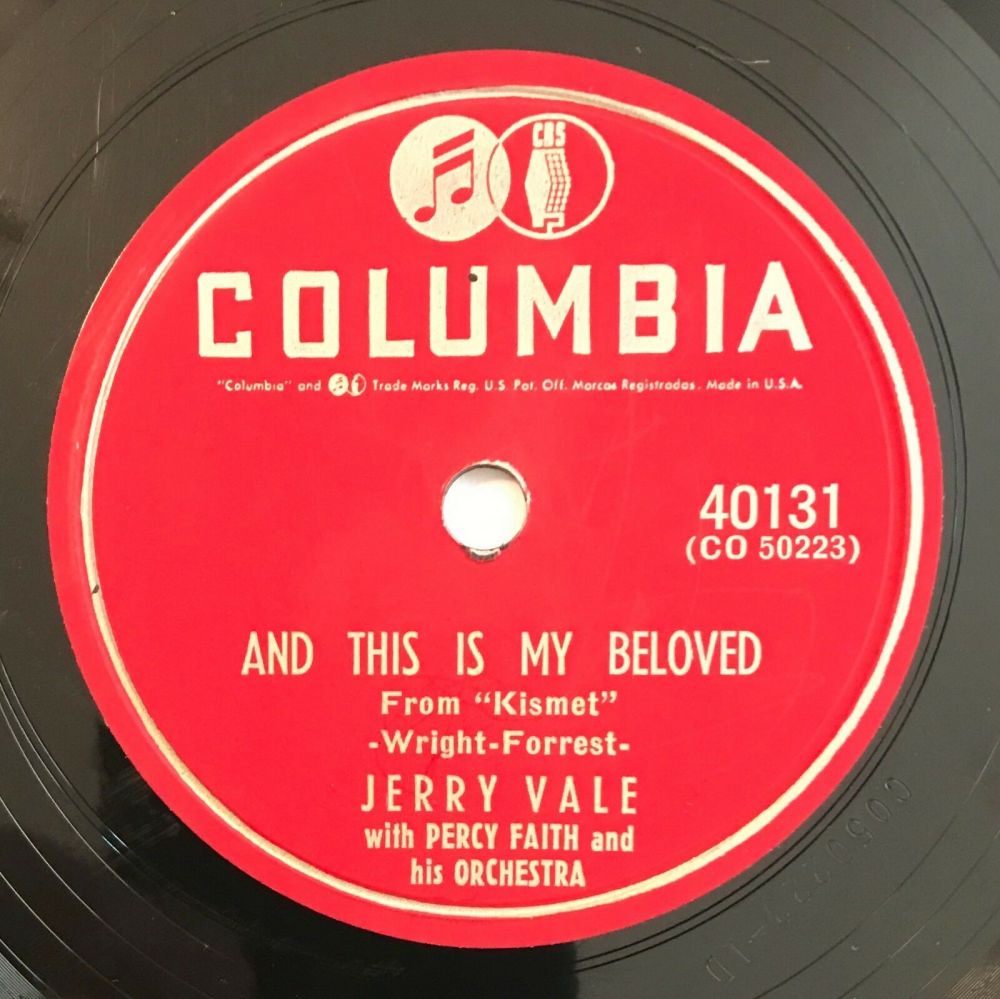 CBS
COLUMBIA
"Columbia" and Trade Marks Reg. U.S. Pat. Off. Marcas Registradas. Made in U.S.A.
40131
(CO 50223)
AND THIS IS MY BELOVED
From "Kismet"
-Wright-Forrest-
JERRY VALE
with PERCY FAITH and
his ORCHESTRA